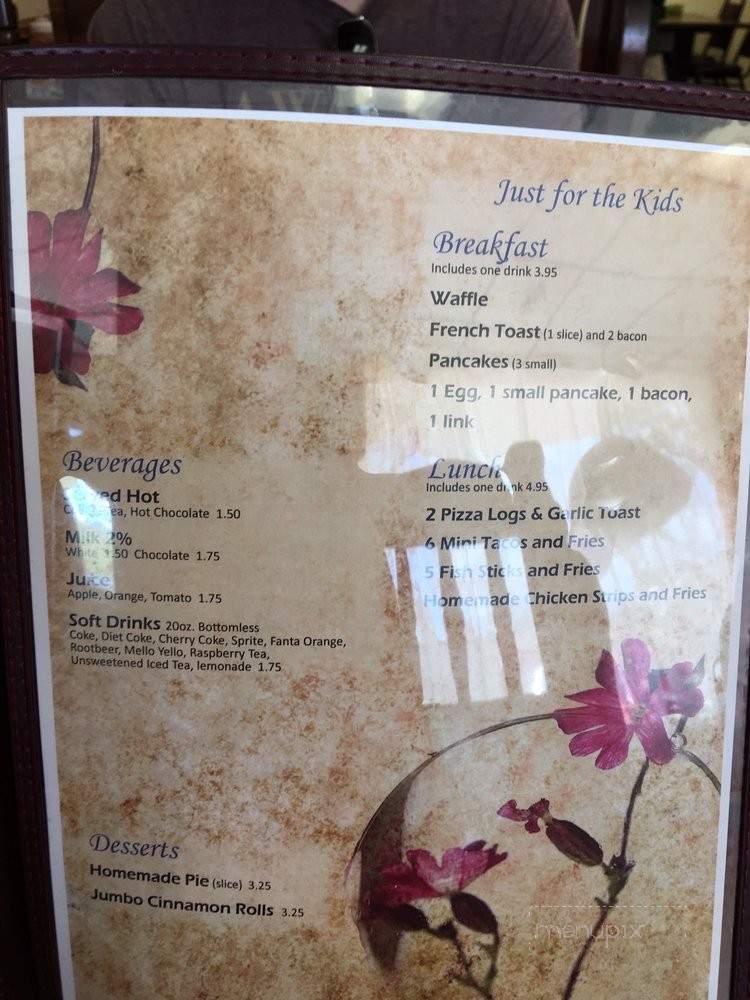 Just for the Kids
Breakfast
Includes one drink 3.95
Waffle
French Toast (1 slice) and 2 bacon
Pancakes (3 small)
1 Egg, 1 small pancake, 1 bacon,
1 link
Lunch
Includes one drink 4.95
2 Pizza Logs & Garlic Toast
6 Mini Tacos and Fries
5 Fish Sticks and Fries
Homemade Chicken Strips and Fries
Beverages
Hot
Tea, Hot Chocolate 1.50
Milk 2%
White 1.50 Chocolate 1.75
Juice
Apple, Orange, Tomato 1.75
Soft Drinks 20oz. Bottomless
Coke, Diet Coke, Cherry Coke, Sprite, Fanta Orange,
Rootbeer, Mello Yello, Raspberry Tea,
Unsweetened Iced Tea, lemonade 1.75
Desserts
Homemade Pie (slice) 3.25
Jumbo Cinnamon Rolls 3.25
menupix